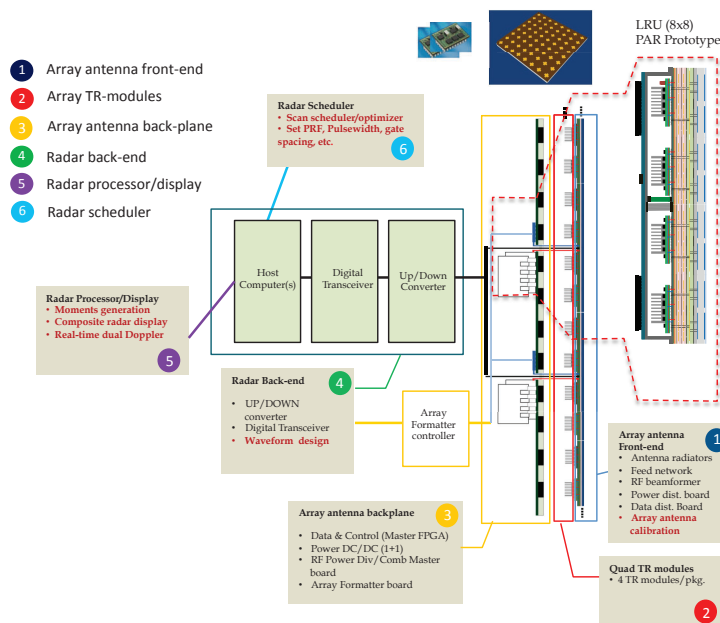 LRU (8x8)
PAR Prototype
1 Array antenna front-end
2 Array TR-modules
3 Array antenna back-plane
4 Radar back-end
5 Radar processor/display
6 Radar scheduler
Radar Scheduler
• Scan scheduler/optimizer
• Set PRF, Pulsewidth, gate
spacing, etc.
6
Host
Computer(s)
Digital
Transceiver
Up/Down
Converter
Radar Processor/Display
• Moments generation
• Composite radar display
• Real-time dual Doppler
5
Radar Back-end
4
• UP/DOWN
converter
• Digital Transceiver
• Waveform design
Array
Formatter
controller
Array antenna
Front-end
1
• Antenna radiators
• Feed network
• RF beamformer
• Power dist. board
• Data dist. Board
• Array antenna
calibration
Array antenna backplane
3
• Data & Control (Master FPGA)
• Power DC/DC (1+1)
• RF Power Div/Comb Master
board
• Array Formatter board
Quad TR modules
• 4 TR modules/pkg.
2